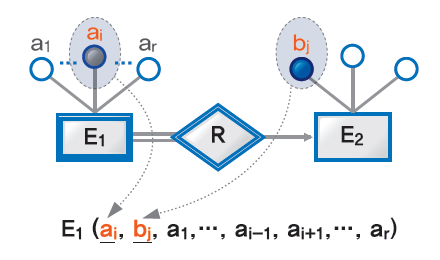 a₁ aᵢ aᵣ bⱼ
E₁ R E₂
E₁ (aᵢ, bⱼ, a₁,⋯, aᵢ₋₁, aᵢ₊₁,⋯, aᵣ)